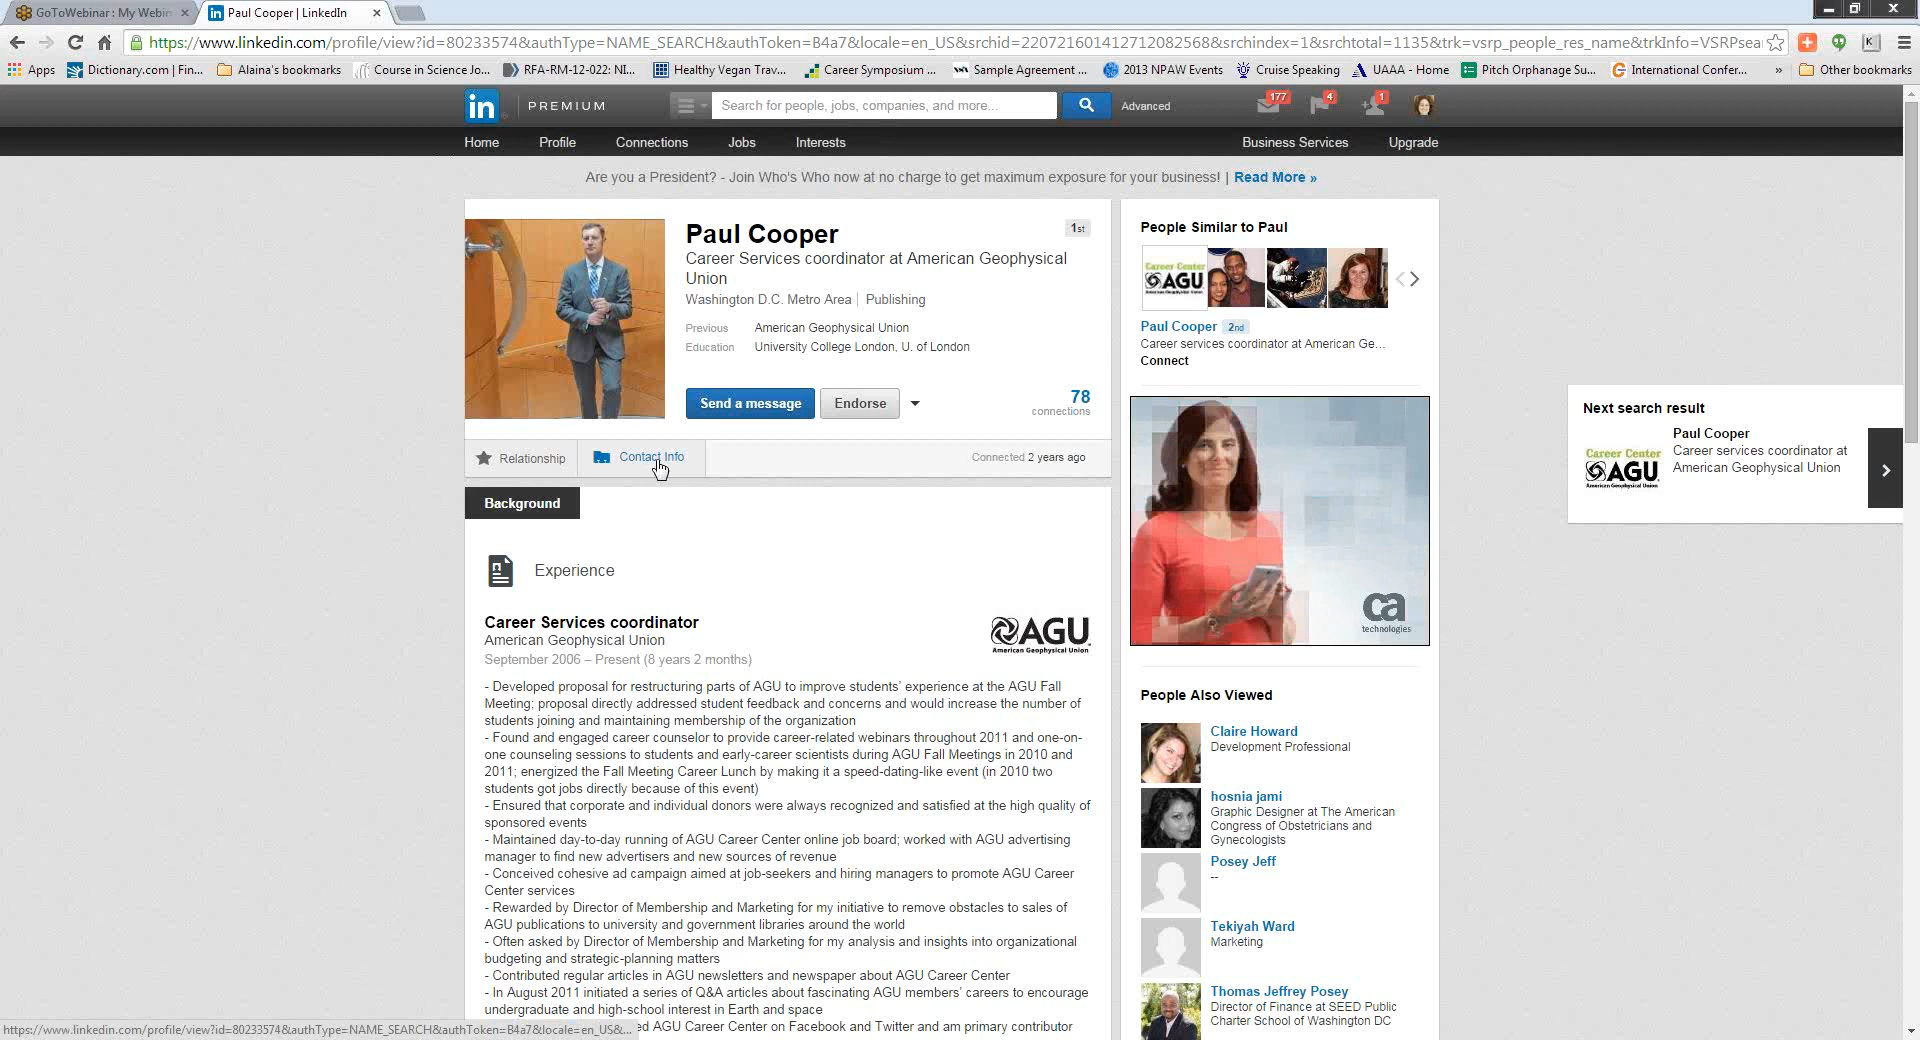 GoToWebinar : My Webin
Paul Cooper | LinkedIn
https://www.linkedin.com/profile/view?id=80233574&authType=NAME_SEARCH&authToken=B4a7&locale=en_US&srchid=220721601412712082568&srchindex=1&srchtotal=1135&trk=vsrp_people_res_name&trkInfo=VSRPsea
Apps
Dictionary.com | Fin...
Alaina's bookmarks
Course in Science Jo...
RFA-RM-12-022: NI...
Healthy Vegan Trav...
Career Symposium ...
Sample Agreement ...
2013 NPAW Events
Cruise Speaking
UAAA - Home
Pitch Orphanage Su...
International Confer...
»
Other bookmarks
in
PREMIUM
Search for people, jobs, companies, and more...
Advanced
177
4
1
Home
Profile
Connections
Jobs
Interests
Business Services
Upgrade
Are you a President? - Join Who's Who now at no charge to get maximum exposure for your business! | Read More »
Paul Cooper
1st
Career Services coordinator at American Geophysical
Union
Washington D.C. Metro Area | Publishing
Previous American Geophysical Union
Education University College London, U. of London
Send a message
Endorse
78
connections
Relationship
Contact Info
Connected 2 years ago
Background
Experience
Career Services coordinator
American Geophysical Union
September 2006 – Present (8 years 2 months)
AGU
American Geophysical Union
- Developed proposal for restructuring parts of AGU to improve students' experience at the AGU Fall
Meeting; proposal directly addressed student feedback and concerns and would increase the number of
students joining and maintaining membership of the organization
- Found and engaged career counselor to provide career-related webinars throughout 2011 and one-on-
one counseling sessions to students and early-career scientists during AGU Fall Meetings in 2010 and
2011; energized the Fall Meeting Career Lunch by making it a speed-dating-like event (in 2010 two
students got jobs directly because of this event)
- Ensured that corporate and individual donors were always recognized and satisfied at the high quality of
sponsored events
- Maintained day-to-day running of AGU Career Center online job board; worked with AGU advertising
manager to find new advertisers and new sources of revenue
- Conceived cohesive ad campaign aimed at job-seekers and hiring managers to promote AGU Career
Center services
- Rewarded by Director of Membership and Marketing for my initiative to remove obstacles to sales of
AGU publications to university and government libraries around the world
- Often asked by Director of Membership and Marketing for my analysis and insights into organizational
budgeting and strategic-planning matters
- Contributed regular articles in AGU newsletters and newspaper about AGU Career Center
- In August 2011 initiated a series of Q&A articles about fascinating AGU members' careers to encourage
undergraduate and high-school interest in Earth and space
ed AGU Career Center on Facebook and Twitter and am primary contributor
https://www.linkedin.com/profile/view?id=80233574&authType=NAME_SEARCH&authToken=B4a7&locale=en_US&...
People Similar to Paul
Career Center
AGU
American Geophysical Union
Paul Cooper 2nd
Career services coordinator at American Ge...
Connect
ca
technologies
People Also Viewed
Claire Howard
Development Professional
hosnia jami
Graphic Designer at The American
Congress of Obstetricians and
Gynecologists
Posey Jeff
--
Tekiyah Ward
Marketing
Thomas Jeffrey Posey
Director of Finance at SEED Public
Charter School of Washington DC
Next search result
Career Center
AGU
American Geophysical Union
Paul Cooper
Career services coordinator at
American Geophysical Union